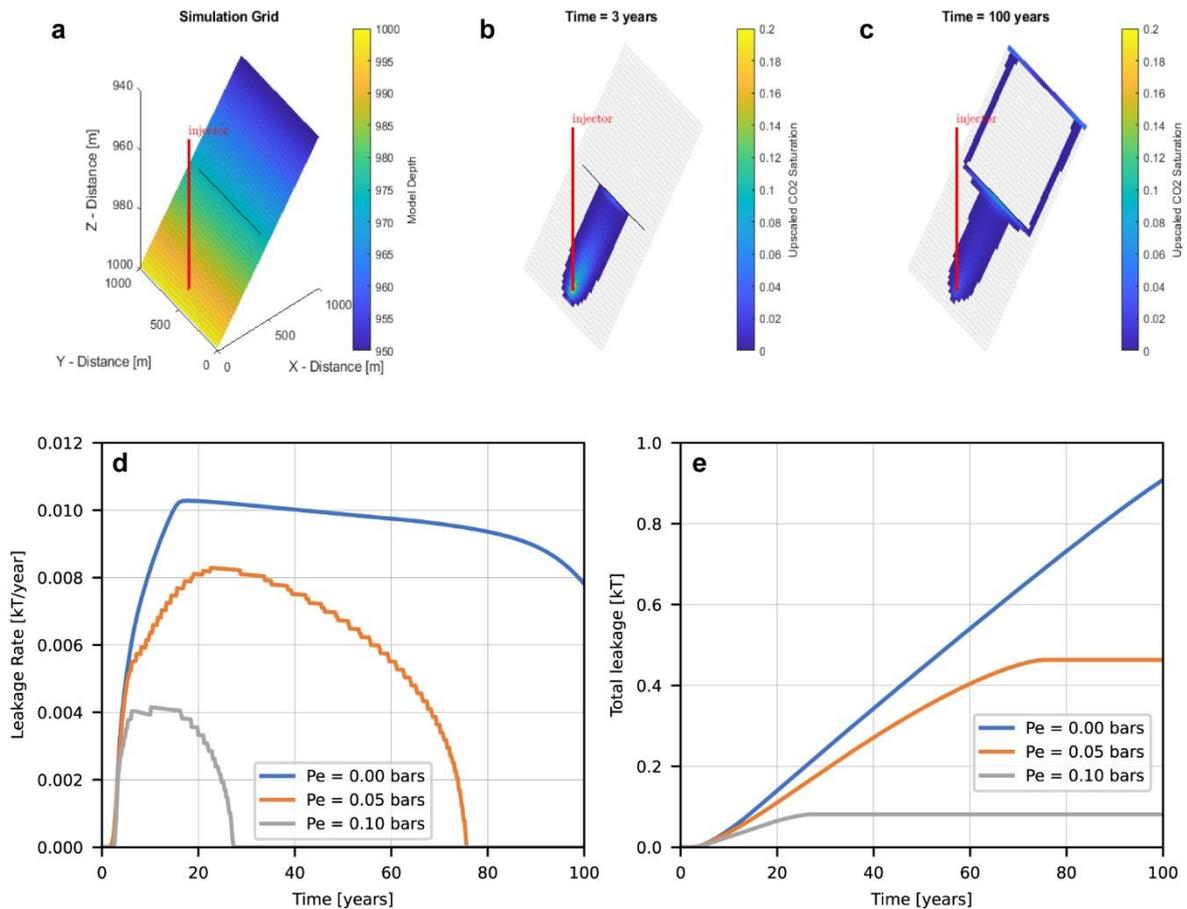 a
Simulation Grid
940
960
980
1000
Z - Distance [m]
injector
1000
500
0
Y - Distance [m]
0
500
1000
X - Distance [m]
1000
995
990
985
980
975
970
965
960
955
950
Model Depth
b
Time = 3 years
injector
0.2
0.18
0.16
0.14
0.12
0.1
0.08
0.06
0.04
0.02
0
Upscaled CO2 Saturation
c
Time = 100 years
injector
0.2
0.18
0.16
0.14
0.12
0.1
0.08
0.06
0.04
0.02
0
Upscaled CO2 Saturation
d
0.012
0.010
0.008
0.006
0.004
0.002
0.000
Leakage Rate [kT/year]
Pe = 0.00 bars
Pe = 0.05 bars
Pe = 0.10 bars
0 20 40 60 80 100
Time [years]
e
1.0
0.8
0.6
0.4
0.2
0.0
Total leakage [kT]
Pe = 0.00 bars
Pe = 0.05 bars
Pe = 0.10 bars
0 20 40 60 80 100
Time [years]